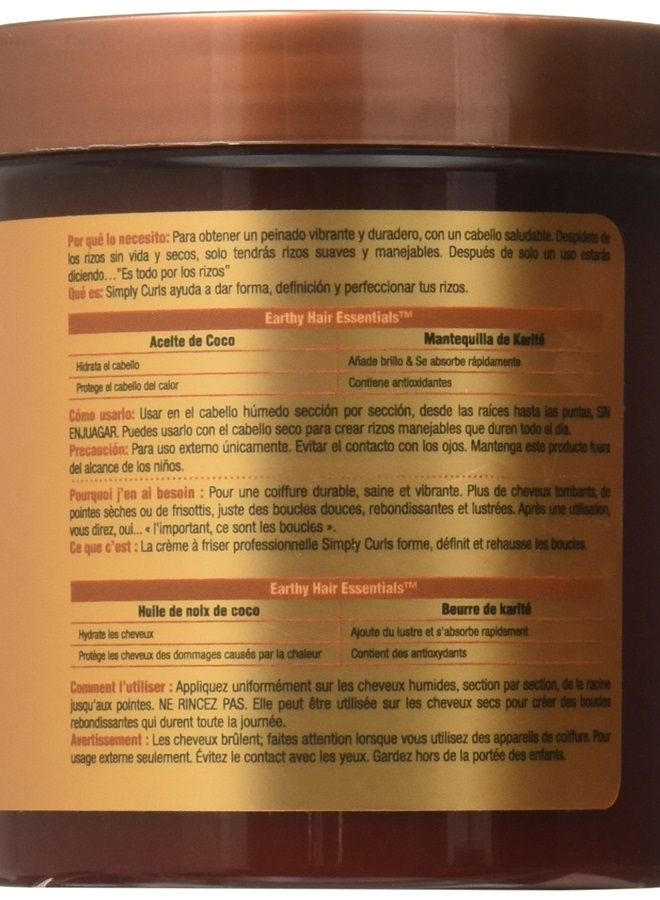 Por qué lo necesito: Para obtener un peinado vibrante y duradero, con un cabello saludable. Despídete de
los rizos sin vida y secos, solo tendrás rizos suaves y manejables. Después de solo un uso estarás
diciendo..."Es todo por los rizos"
Qué es: Simply Curls ayuda a dar forma, definición y perfeccionar tus rizos.
Earthy Hair Essentials™
Aceite de Coco Mantequilla de Karité
Hidrata el cabello Añade brillo & Se absorbe rápidamente
Protege el cabello del calor Contiene antioxidantes
Cómo usarlo: Usar en el cabello húmedo sección por sección, desde las raíces hasta las puntas, SIN
ENJUAGAR. Puedes usarlo con el cabello seco para crear rizos manejables que duren todo el día.
Precaución: Para uso externo únicamente. Evitar el contacto con los ojos. Mantenga este producto fuera
del alcance de los niños.
Pourquoi j'en ai besoin : Pour une coiffure durable, saine et vibrante. Plus de cheveux tombants, de
pointes sèches ou de frisottis, juste des boucles douces, rebondissantes et lustrées. Après une utilisation,
vous direz, oui... « l'important, ce sont les boucles ».
Ce que c'est : La crème à friser professionnelle Simply Curls forme, définit et rehausse les boucles.
Earthy Hair Essentials™
Huile de noix de coco Beurre de karité
Hydrate les cheveux Ajoute du lustre et s'absorbe rapidement
Protège les cheveux des dommages causés par la chaleur Contient des antioxydants
Comment l'utiliser : Appliquez uniformément sur les cheveux humides, section par section, de la racine
jusqu'aux pointes. NE RINCEZ PAS. Elle peut être utilisée sur les cheveux secs pour créer des boucles
rebondissantes qui durent toute la journée.
Avertissement : Les cheveux brûlent; faites attention lorsque vous utilisez des appareils de coiffure. Pour
usage externe seulement. Évitez le contact avec les yeux. Gardez hors de la portée des enfants.